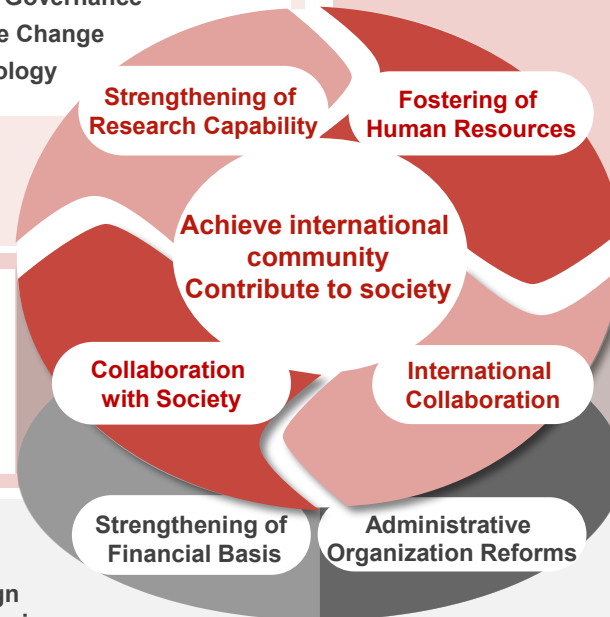 Governance
e Change
ology
Strengthening of
Research Capability
Fostering of
Human Resources
Achieve international
community
Contribute to society
Collaboration
with Society
International
Collaboration
Strengthening of
Financial Basis
Administrative
Organization Reforms
gn